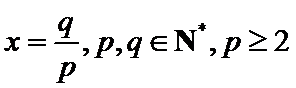 x = q/p, p, q ∈ N*, p ≥ 2